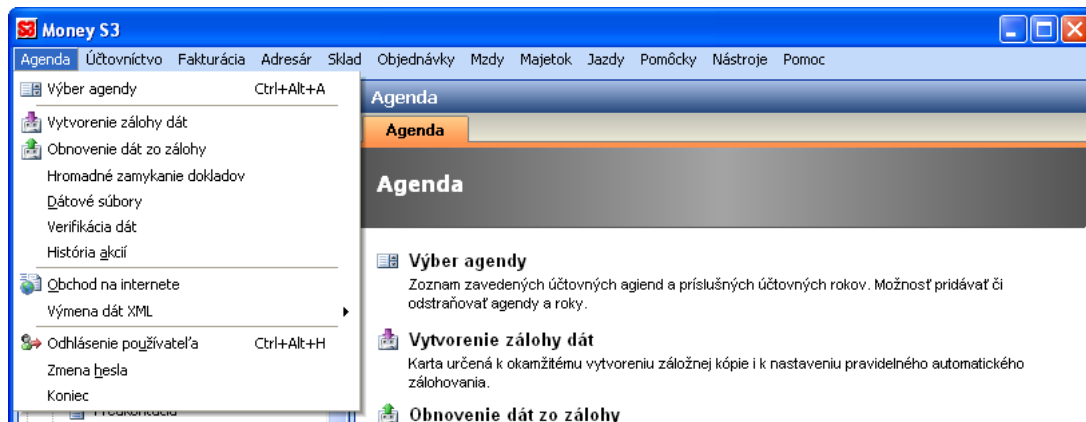 Money S3
Agenda Účtovníctvo Fakturácia Adresár Sklad Objednávky Mzdy Majetok Jazdy Pomôcky Nástroje Pomoc
Výber agendy Ctrl+Alt+A
Vytvorenie zálohy dát
Obnovenie dát zo zálohy
Hromadné zamykanie dokladov
Dátové súbory
Verifikácia dát
História akcií
Obchod na internete
Výmena dát XML
Odhlásenie používateľa Ctrl+Alt+H
Zmena hesla
Koniec
Predkontácia
Agenda
Agenda
Agenda
Výber agendy
Zoznam zavedených účtovných agiend a príslušných účtovných rokov. Možnosť pridávať či
odstraňovať agendy a roky.
Vytvorenie zálohy dát
Karta určená k okamžitému vytvoreniu záložnej kópie i k nastaveniu pravidelného automatického
zálohovania.
Obnovenie dát zo zálohy